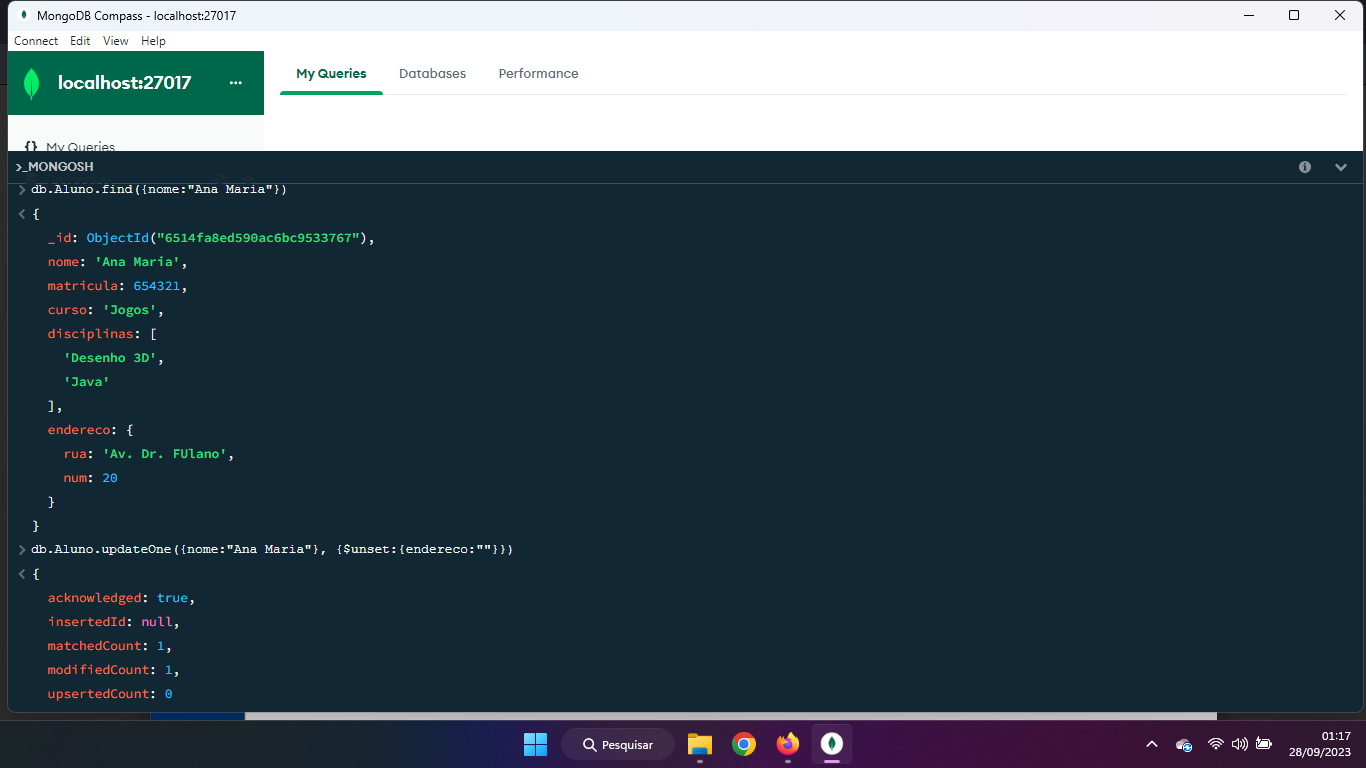 MongoDB Compass - localhost:27017
Connect Edit View Help
localhost:27017 ...
My Queries Databases Performance
{} My Queries
>_MONGOSH
db.Aluno.find({nome:"Ana Maria"})
{
_id: ObjectId("6514fa8ed590ac6bc9533767"),
nome: 'Ana Maria',
matricula: 654321,
curso: 'Jogos',
disciplinas: [
'Desenho 3D',
'Java'
],
endereco: {
rua: 'Av. Dr. FUlano',
num: 20
}
}
db.Aluno.updateOne({nome:"Ana Maria"}, {$unset:{endereco:""}})
{
acknowledged: true,
insertedId: null,
matchedCount: 1,
modifiedCount: 1,
upsertedCount: 0
Pesquisar
01:17
28/09/2023